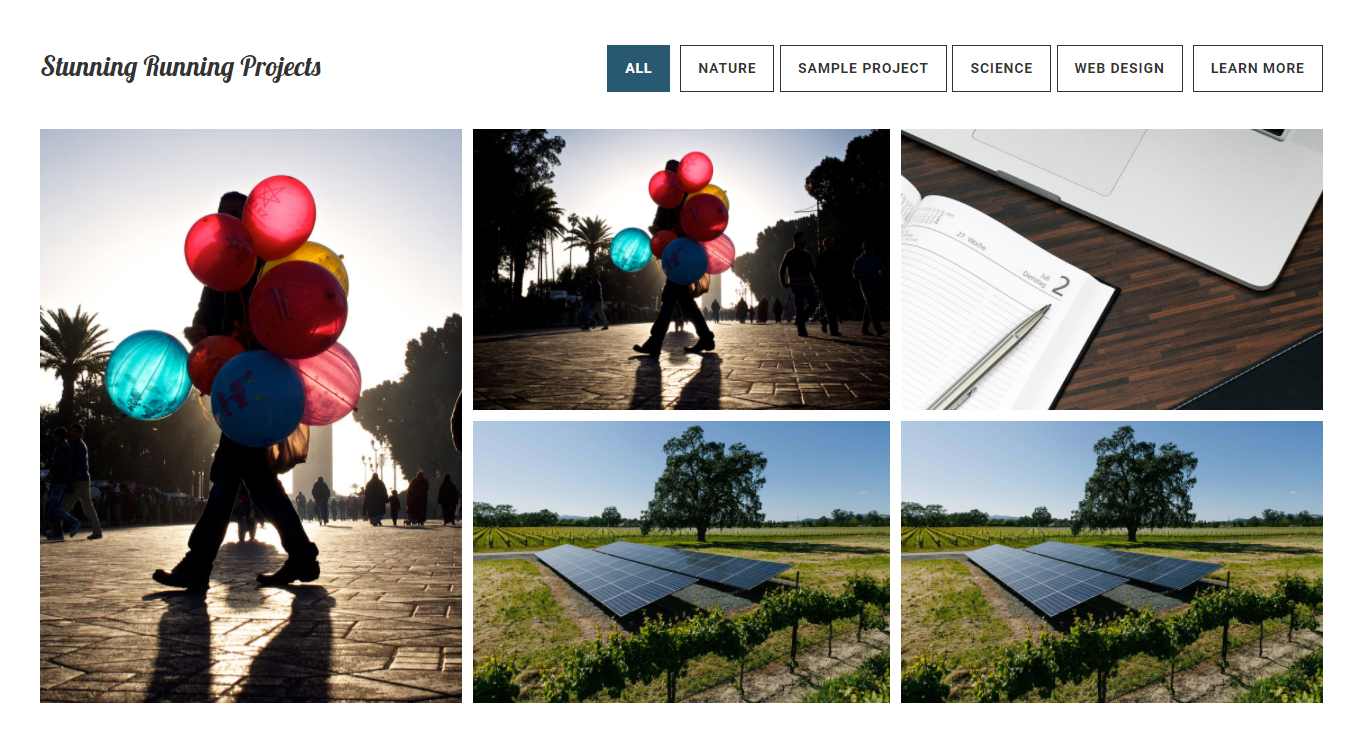 Stunning Running Projects
ALL
NATURE
SAMPLE PROJECT
SCIENCE
WEB DESIGN
LEARN MORE
27. Woche
Juli
Dienstag
2